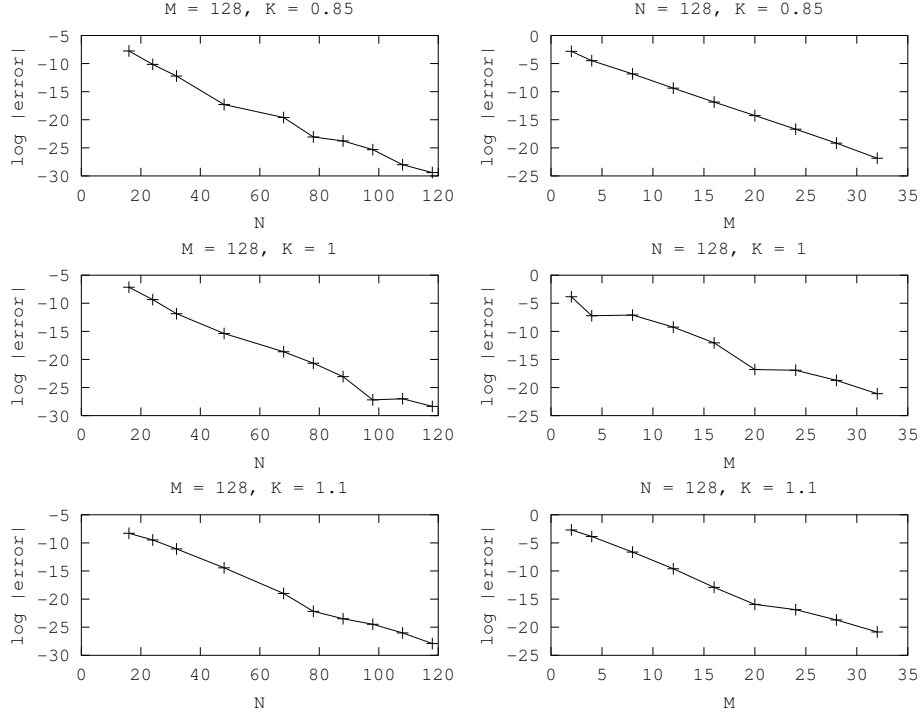 M = 128, K = 0.85
−5
−10
−15
−20
−25
−30
log |error|
0 20 40 60 80 100 120
N
N = 128, K = 0.85
0
−5
−10
−15
−20
−25
log |error|
0 5 10 15 20 25 30 35
M
M = 128, K = 1
−5
−10
−15
−20
−25
−30
log |error|
0 20 40 60 80 100 120
N
N = 128, K = 1
0
−5
−10
−15
−20
−25
log |error|
0 5 10 15 20 25 30 35
M
M = 128, K = 1.1
−5
−10
−15
−20
−25
−30
log |error|
0 20 40 60 80 100 120
N
N = 128, K = 1.1
0
−5
−10
−15
−20
−25
log |error|
0 5 10 15 20 25 30 35
M